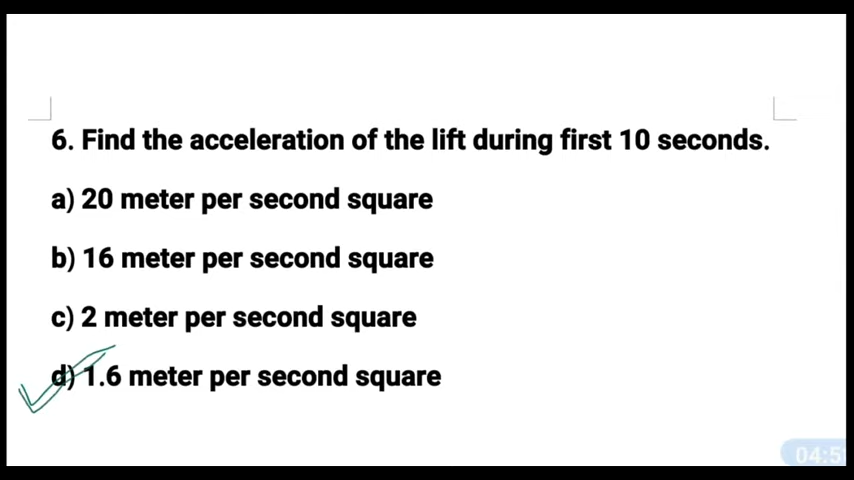 6. Find the acceleration of the lift during first 10 seconds.
a) 20 meter per second square
b) 16 meter per second square
c) 2 meter per second square
d) 1.6 meter per second square